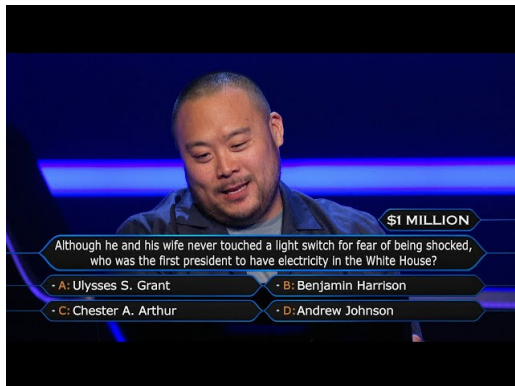 $1 MILLION
Although he and his wife never touched a light switch for fear of being shocked,
who was the first president to have electricity in the White House?
· A: Ulysses S. Grant
· B: Benjamin Harrison
· C: Chester A. Arthur
· D: Andrew Johnson